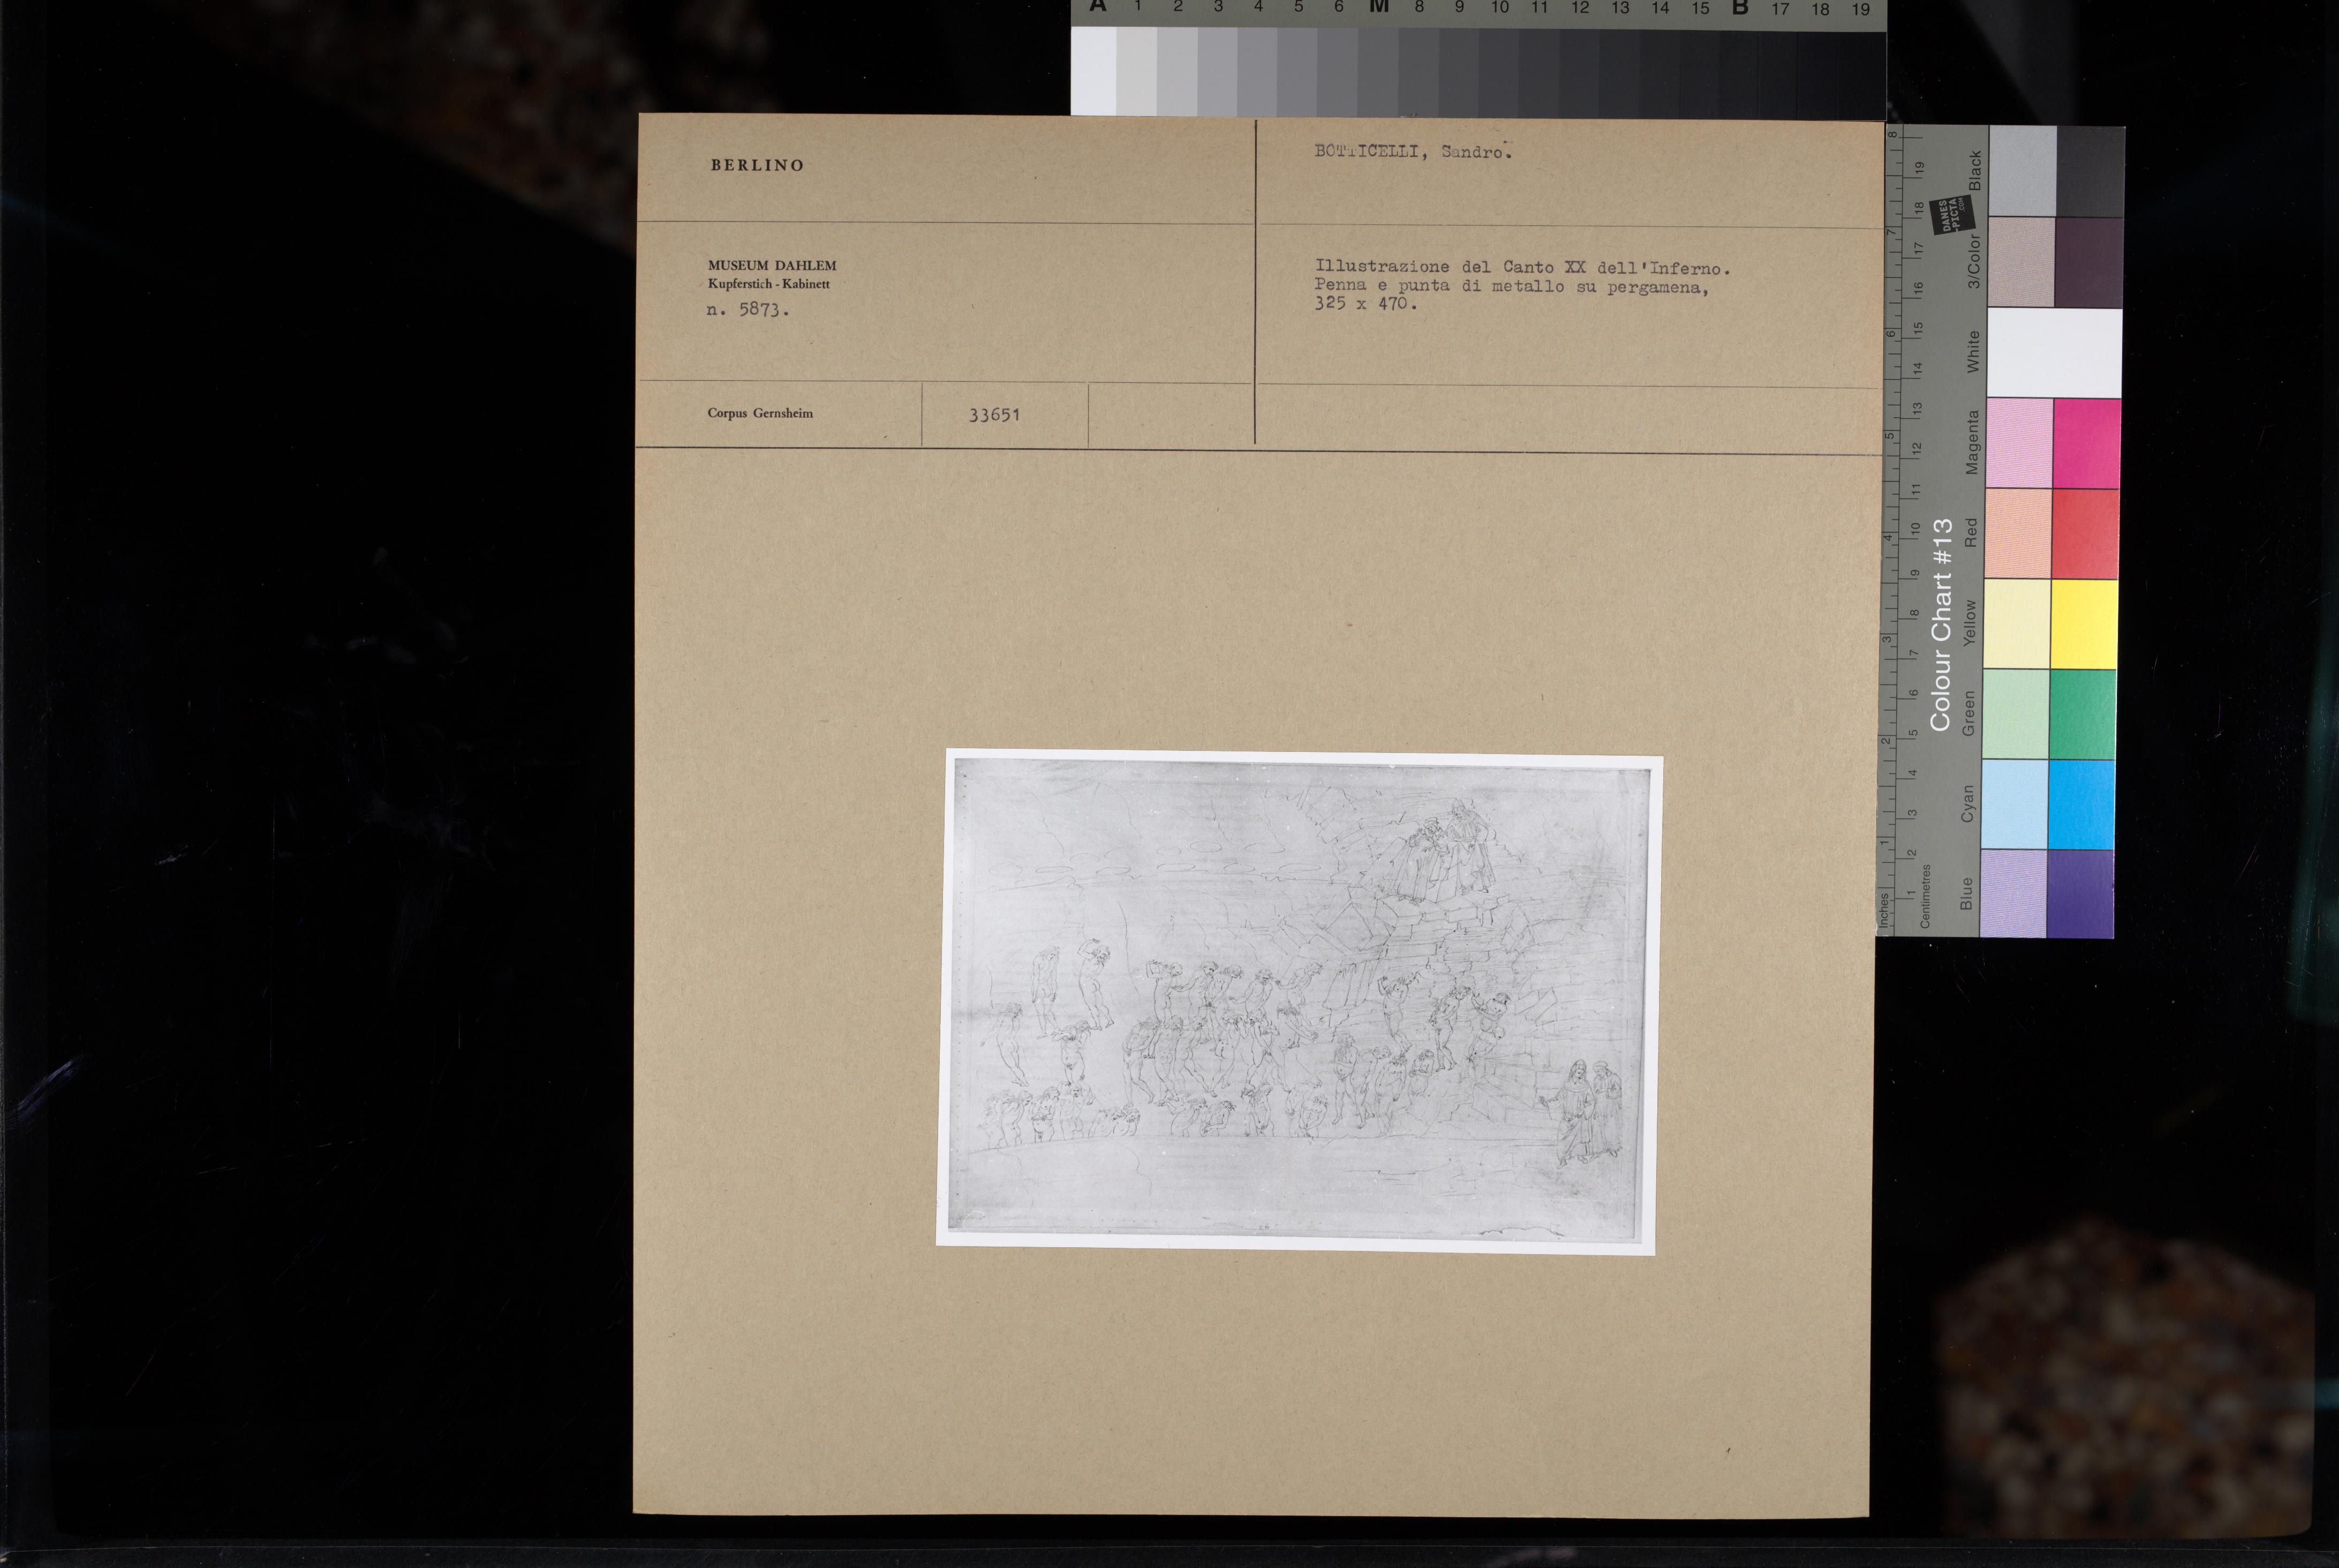 A 1 2 3 4 5 6 M 8 9 10 11 12 13 14 15 B 17 18 19
BERLINO
BOTTICELLI, Sandro.
MUSEUM DAHLEM
Kupferstich - Kabinett
n. 5873.
Illustrazione del Canto XX dell'Inferno.
Penna e punta di metallo su pergamena,
325 x 470.
Corpus Gernsheim
33651
Inches 1 2 3 4 5 6 7 8
Centimetres 1 2 3 4 5 6 7 8 9 10 11 12 13 14 15 16 17 18 19
Colour Chart #13
DANES
-PICTA
.COM
Blue Cyan Green Yellow Red Magenta White 3/Color Black